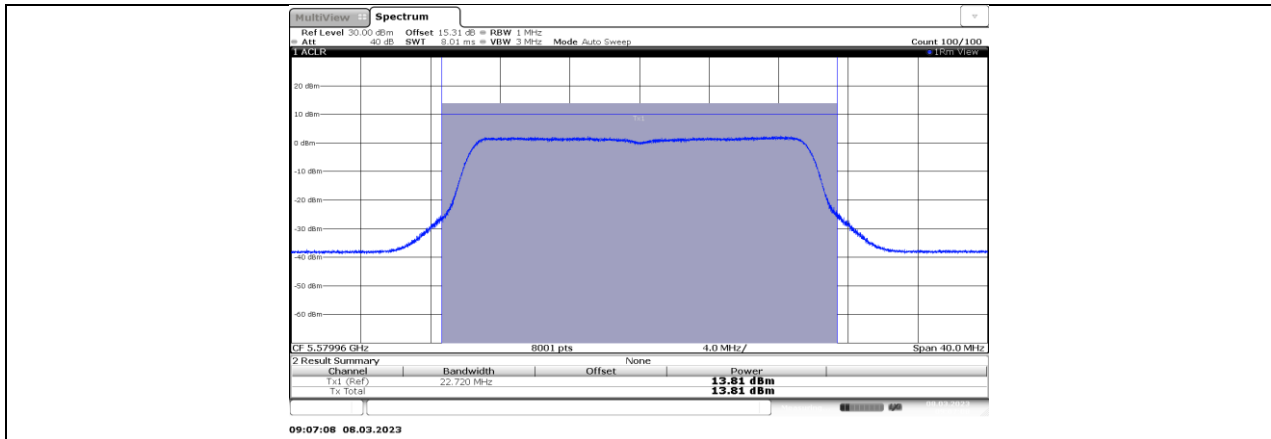 MultiView Spectrum
Ref Level 30.00 dBm Offset 15.31 dB RBW 1 MHz
Att 40 dB SWT 8.01 ms VBW 3 MHz Mode Auto Sweep Count 100/100
1 ACLR 1Rm View
20 dBm
10 dBm
Tx1
0 dBm
-10 dBm
-20 dBm
-30 dBm
-40 dBm
-50 dBm
-60 dBm
CF 5.57996 GHz 8001 pts 4.0 MHz/ Span 40.0 MHz
2 Result Summary None
Channel Bandwidth Offset Power
Tx1 (Ref) 22.720 MHz 13.81 dBm
Tx Total 13.81 dBm
08.03.2023
09:07:08 08.03.2023